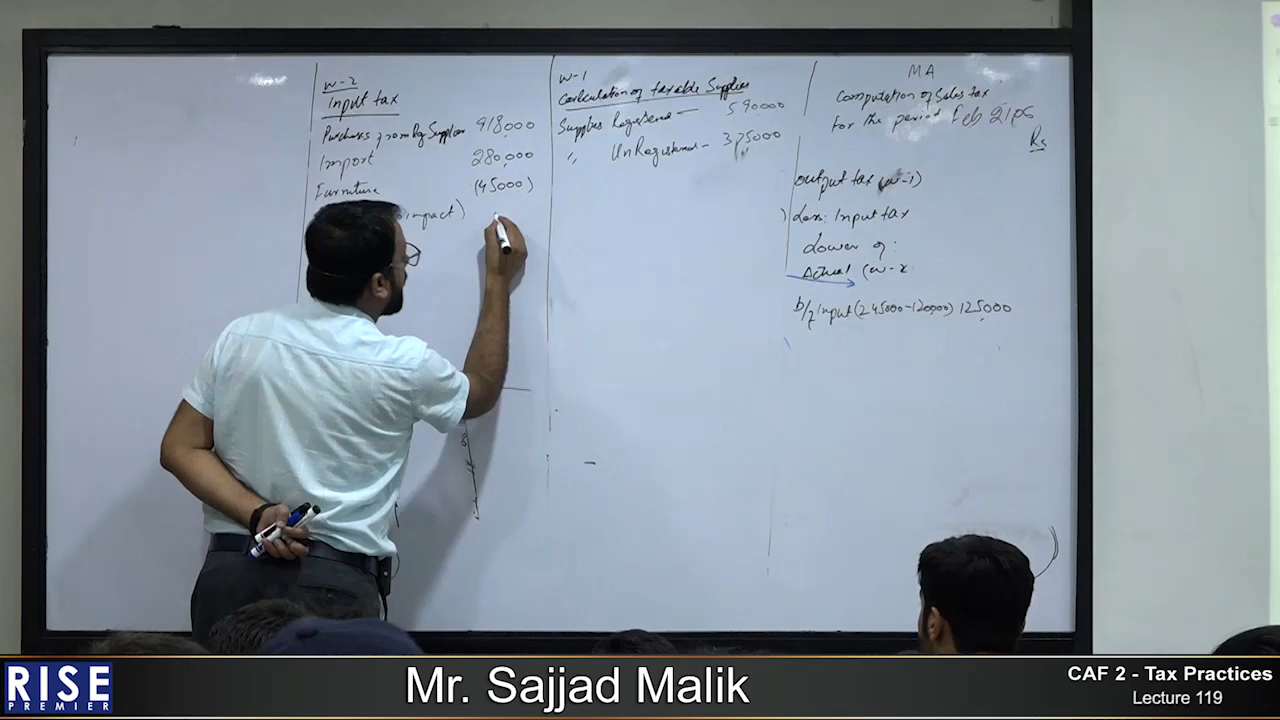 W-2
Input tax
Purchases from Reg Supplier 918,000
Import 280,000
Furniture (45000)
impact)
W-1
Calculation of taxable Supplies
Supplies Registered — 590000
" UnRegistered - 375000
MA
Computation of Sales tax
For the period Feb
Rs
Output tax (W-1)
Less: Input tax
Lower of:
Actual (W-2
b/f Input (245000-120000) 125000
RISE
PREMIER
Mr. Sajjad Malik
CAF 2 - Tax Practices
Lecture 119